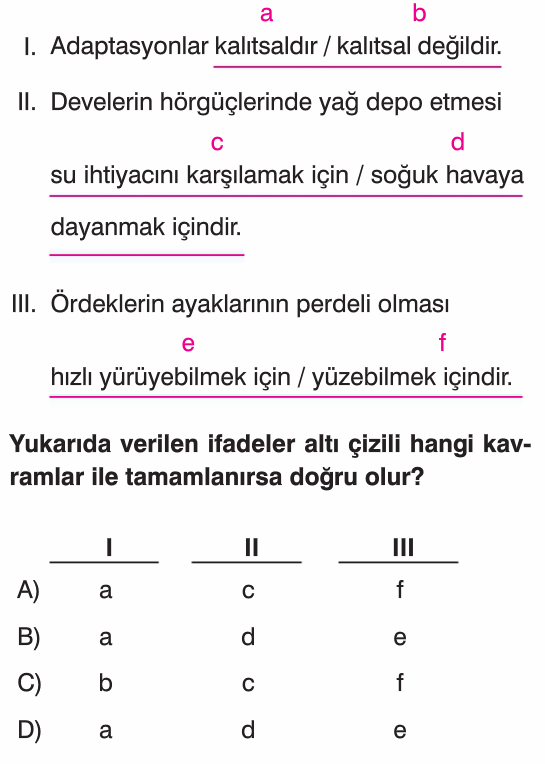 a b
I. Adaptasyonlar kalıtsaldır / kalıtsal değildir.
II. Develerin hörgüçlerinde yağ depo etmesi
c d
su ihtiyacını karşılamak için / soğuk havaya
dayanmak içindir.
III. Ördeklerin ayaklarının perdeli olması
e f
hızlı yürüyebilmek için / yüzebilmek içindir.
Yukarıda verilen ifadeler altı çizili hangi kav-
ramlar ile tamamlanırsa doğru olur?
I II III
A) a c f
B) a d e
C) b c f
D) a d e